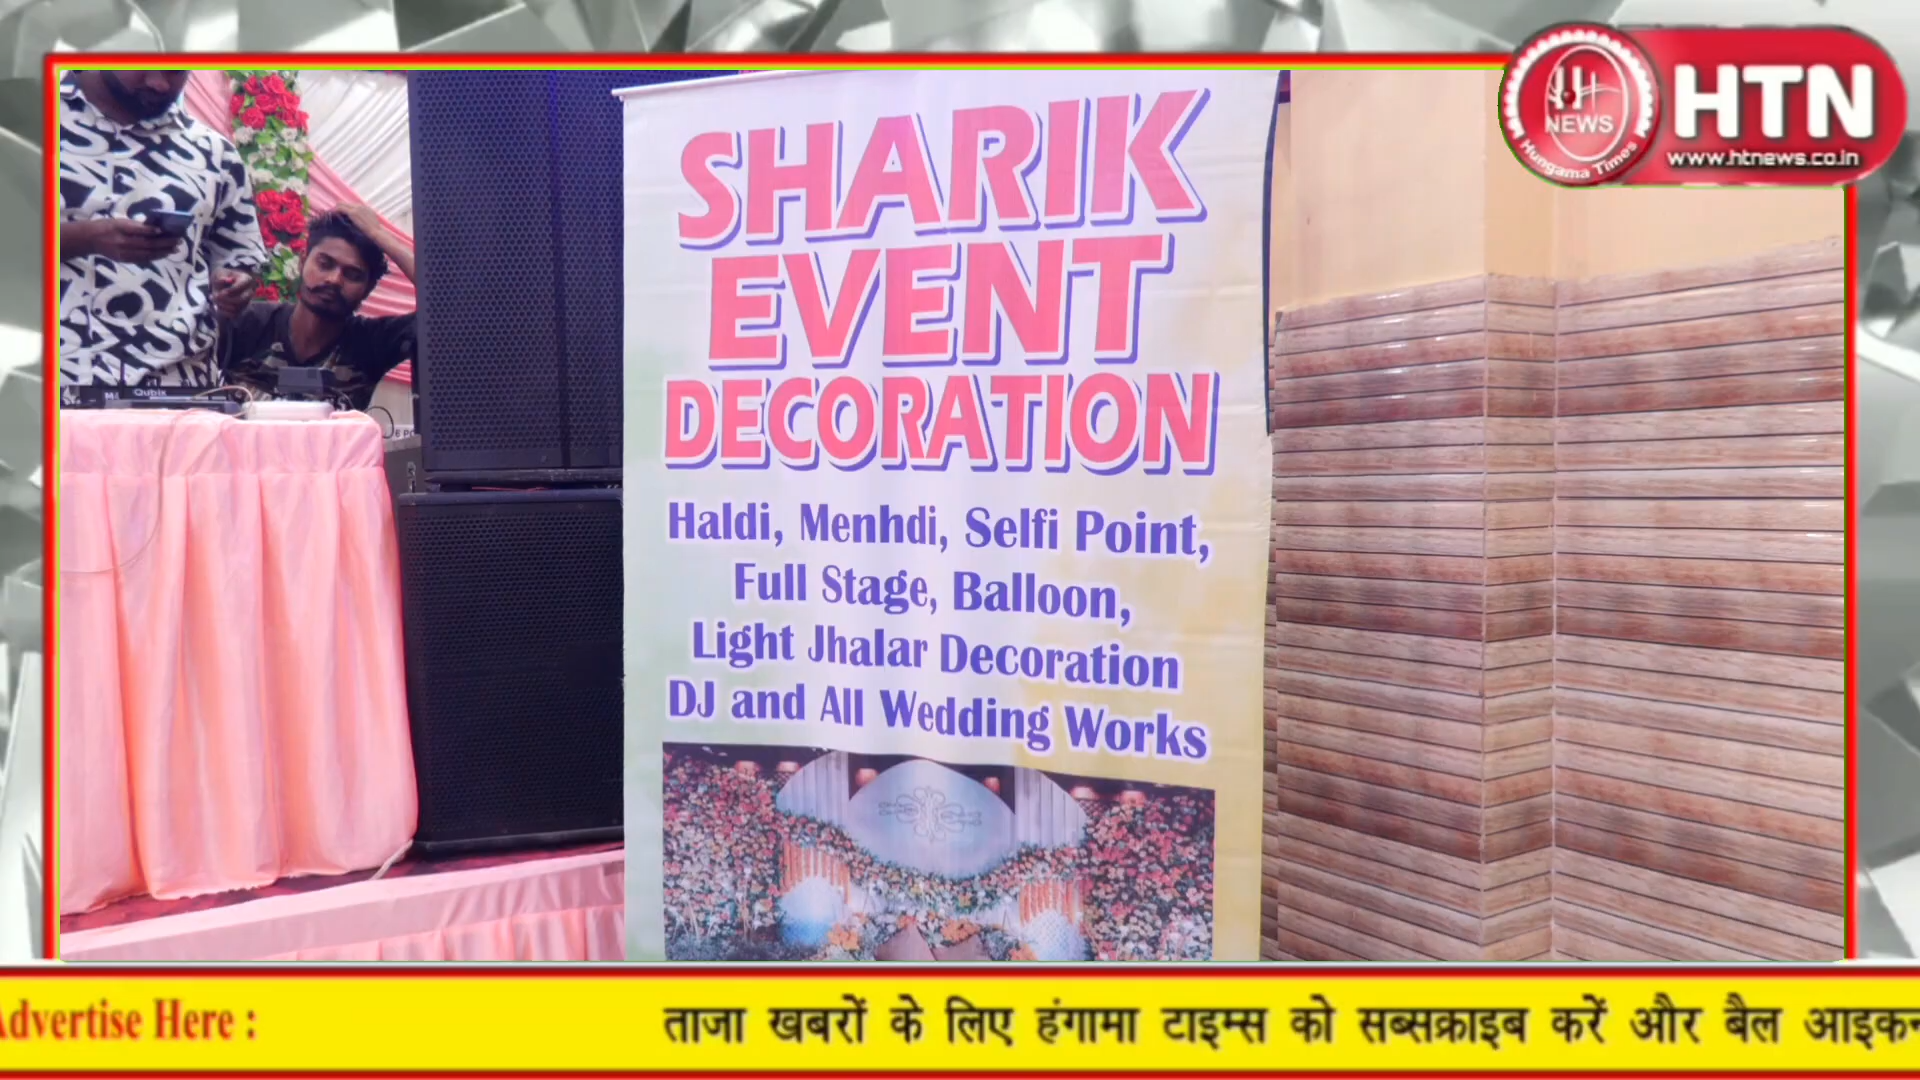 SHARIK
EVENT
DECORATION
Haldi, Menhdi, Selfi Point,
Full Stage, Balloon,
Light Jhalar Decoration
DJ and All Wedding Works
Qubix
H
NEWS
Hungama Times
HTN
www.htnews.co.in
Advertise Here :
ताजा खबरों के लिए हंगामा टाइम्स को सब्सक्राइब करें और बैल आइकन